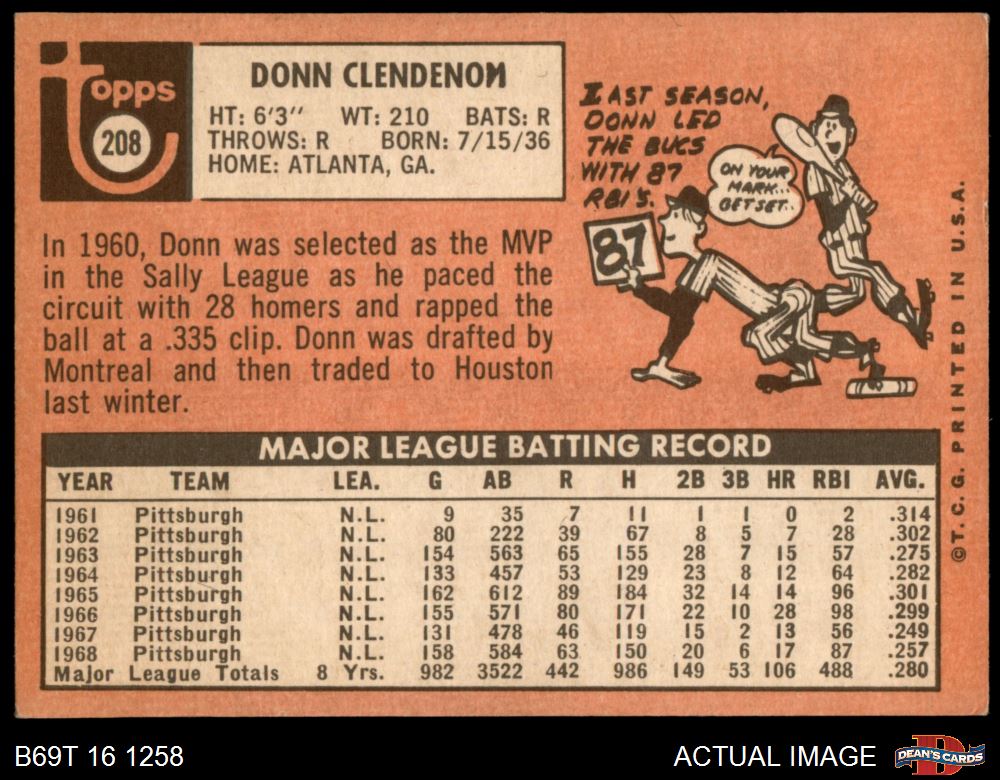 Topps
208
DONN CLENDENON
HT: 6'3" WT: 210 BATS: R
THROWS: R BORN: 7/15/36
HOME: ATLANTA, GA.
LAST SEASON,
DONN LED
THE BUCS
WITH 87
RBI'S.
ON YOUR
MARK...
GET SET..
87
In 1960, Donn was selected as the MVP
in the Sally League as he paced the
circuit with 28 homers and rapped the
ball at a .335 clip. Donn was drafted by
Montreal and then traded to Houston
last winter.
MAJOR LEAGUE BATTING RECORD
YEAR TEAM LEA. G AB R H 2B 3B HR RBI AVG.
1961 Pittsburgh N.L. 9 35 7 11 1 1 0 2 .314
1962 Pittsburgh N.L. 80 222 39 67 8 5 7 28 .302
1963 Pittsburgh N.L. 154 563 65 155 28 7 15 57 .275
1964 Pittsburgh N.L. 133 457 53 129 23 8 12 64 .282
1965 Pittsburgh N.L. 162 612 89 184 32 14 14 96 .301
1966 Pittsburgh N.L. 155 571 80 171 22 10 28 98 .299
1967 Pittsburgh N.L. 131 478 46 119 15 2 13 56 .249
1968 Pittsburgh N.L. 158 584 63 150 20 6 17 87 .257
Major League Totals 8 Yrs. 982 3522 442 986 149 53 106 488 .280
©T.C.G. PRINTED IN U.S.A.
B69T 16 1258
ACTUAL IMAGE
D
DEAN'S CARDS